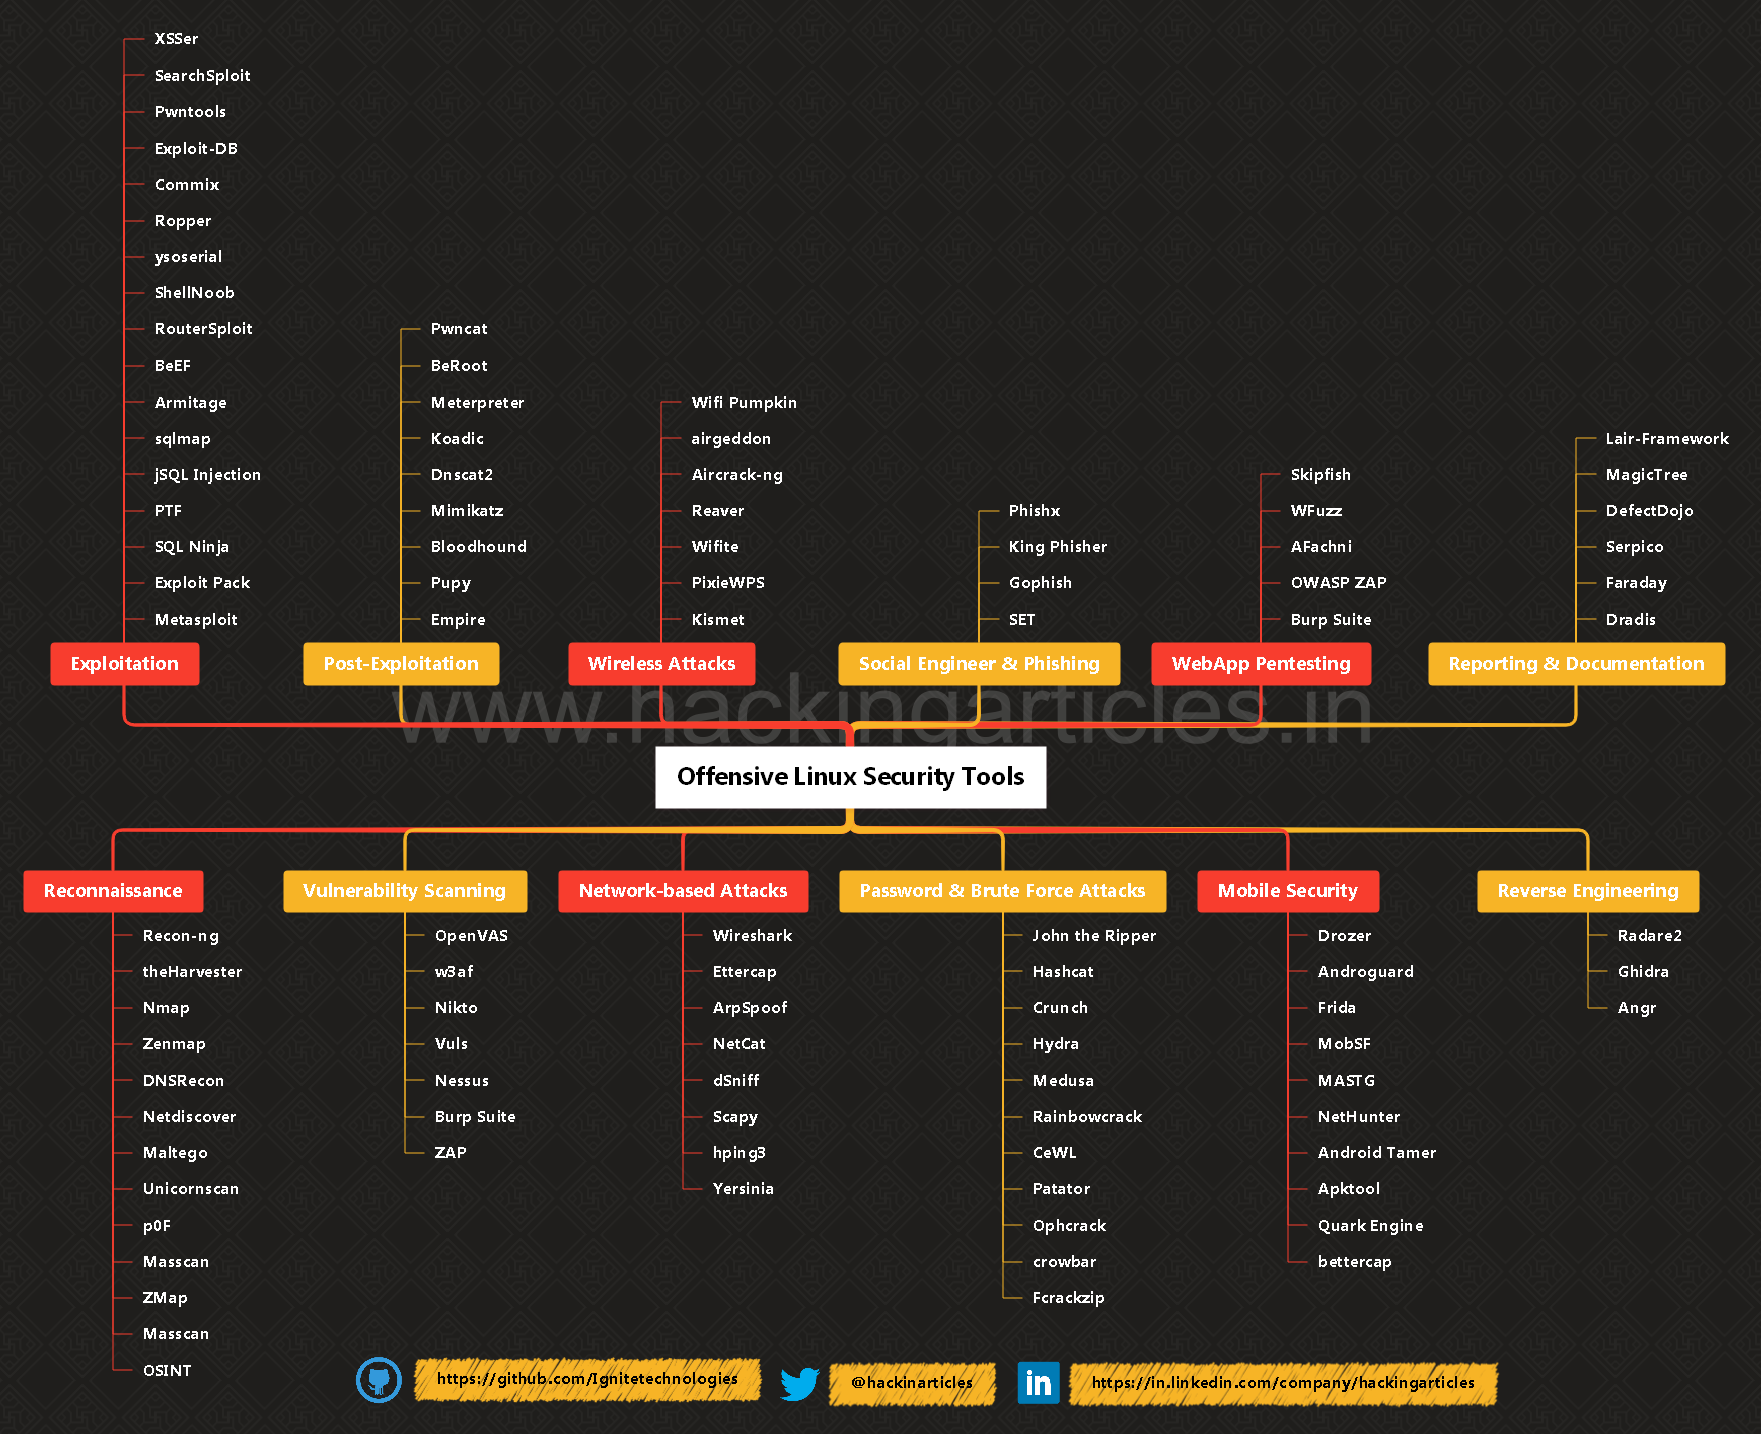 XSSer
SearchSploit
Pwntools
Exploit-DB
Commix
Ropper
ysoserial
ShellNoob
RouterSploit
BeEF
Armitage
sqlmap
jSQL Injection
PTF
SQL Ninja
Exploit Pack
Metasploit
Exploitation
Pwncat
BeRoot
Meterpreter
Koadic
Dnscat2
Mimikatz
Bloodhound
Pupy
Empire
Post-Exploitation
Wifi Pumpkin
airgeddon
Aircrack-ng
Reaver
Wifite
PixieWPS
Kismet
Wireless Attacks
Phishx
King Phisher
Gophish
SET
Social Engineer & Phishing
Skipfish
WFuzz
AFachni
OWASP ZAP
Burp Suite
WebApp Pentesting
Lair-Framework
MagicTree
DefectDojo
Serpico
Faraday
Dradis
Reporting & Documentation
www.hackingarticles.in
Offensive Linux Security Tools
Reconnaissance
Recon-ng
theHarvester
Nmap
Zenmap
DNSRecon
Netdiscover
Maltego
Unicornscan
p0F
Masscan
ZMap
Masscan
OSINT
Vulnerability Scanning
OpenVAS
w3af
Nikto
Vuls
Nessus
Burp Suite
ZAP
Network-based Attacks
Wireshark
Ettercap
ArpSpoof
NetCat
dSniff
Scapy
hping3
Yersinia
Password & Brute Force Attacks
John the Ripper
Hashcat
Crunch
Hydra
Medusa
Rainbowcrack
CeWL
Patator
Ophcrack
crowbar
Fcrackzip
Mobile Security
Drozer
Androguard
Frida
MobSF
MASTG
NetHunter
Android Tamer
Apktool
Quark Engine
bettercap
Reverse Engineering
Radare2
Ghidra
Angr
https://github.com/Ignitetechnologies
@hackinarticles
in
https://in.linkedin.com/company/hackingarticles